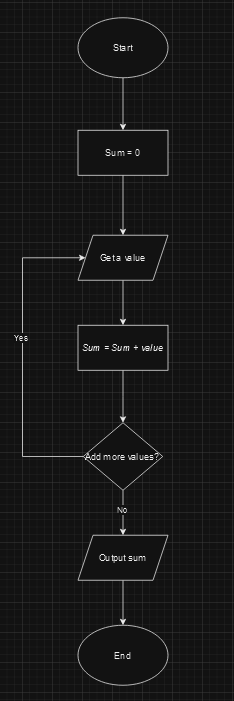 Start
Sum = 0
Get a value
Sum = Sum + value
Yes
Add more values?
No
Output sum
End